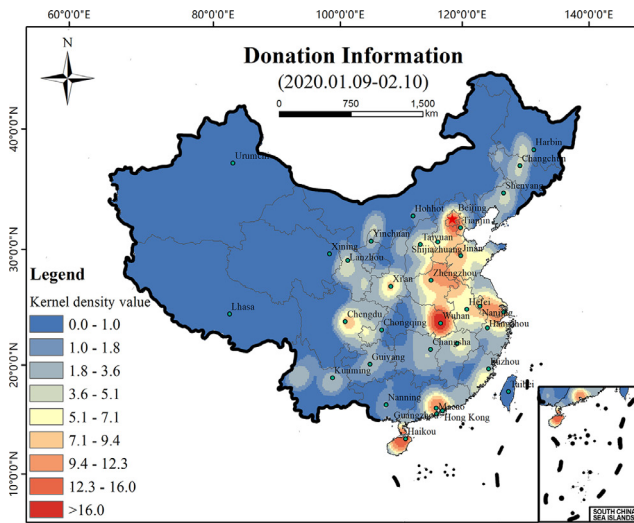 60°0'0"E 80°0'0"E 100°0'0"E 120°0'0"E 140°0'0"E
N
Donation Information
(2020.01.09-02.10)
0 750 1,500
km
40°0'0"N
30°0'0"N
20°0'0"N
10°0'0"N
Harbin
Changchun
Urumchi
Shenyang
Hohhot
Beijing
Tianjin
Yinchuan
Taiyuan
Shijiazhuang
Jinan
Xining
Lanzhou
Xi'an
Zhengzhou
Hefei
Nanjing
Lhasa
Chengdu
Wuhan
Hangzhou
Chongqing
Changsha
Guiyang
Fuzhou
Kunming
Taibei
Nanning
Macao
Guangzhou
Hong Kong
Haikou
Legend
Kernel density value
0.0 - 1.0
1.0 - 1.8
1.8 - 3.6
3.6 - 5.1
5.1 - 7.1
7.1 - 9.4
9.4 - 12.3
12.3 - 16.0
>16.0
SOUTH CHINA
SEA ISLANDS